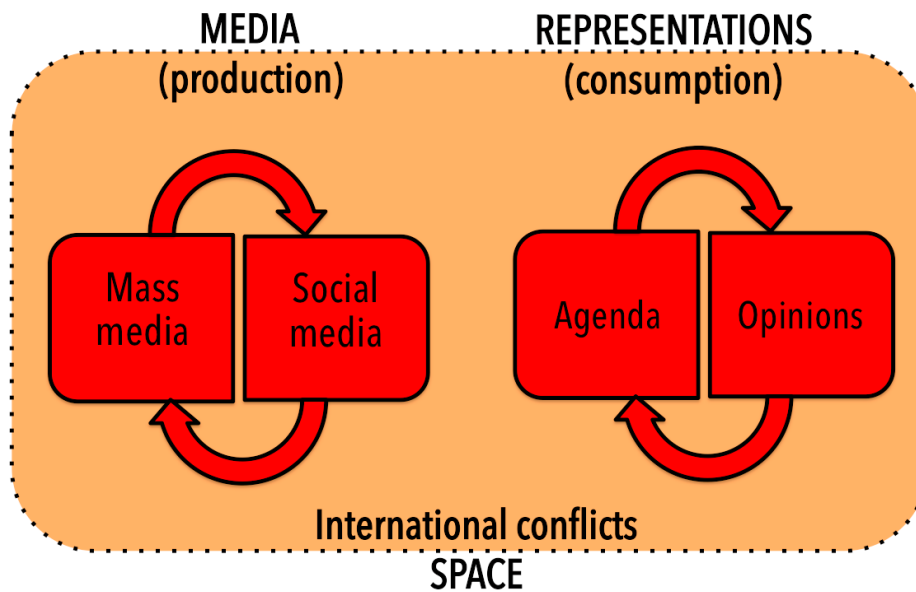 MEDIA
(production)
REPRESENTATIONS
(consumption)
Mass
media
Social
media
Agenda
Opinions
International conflicts
SPACE